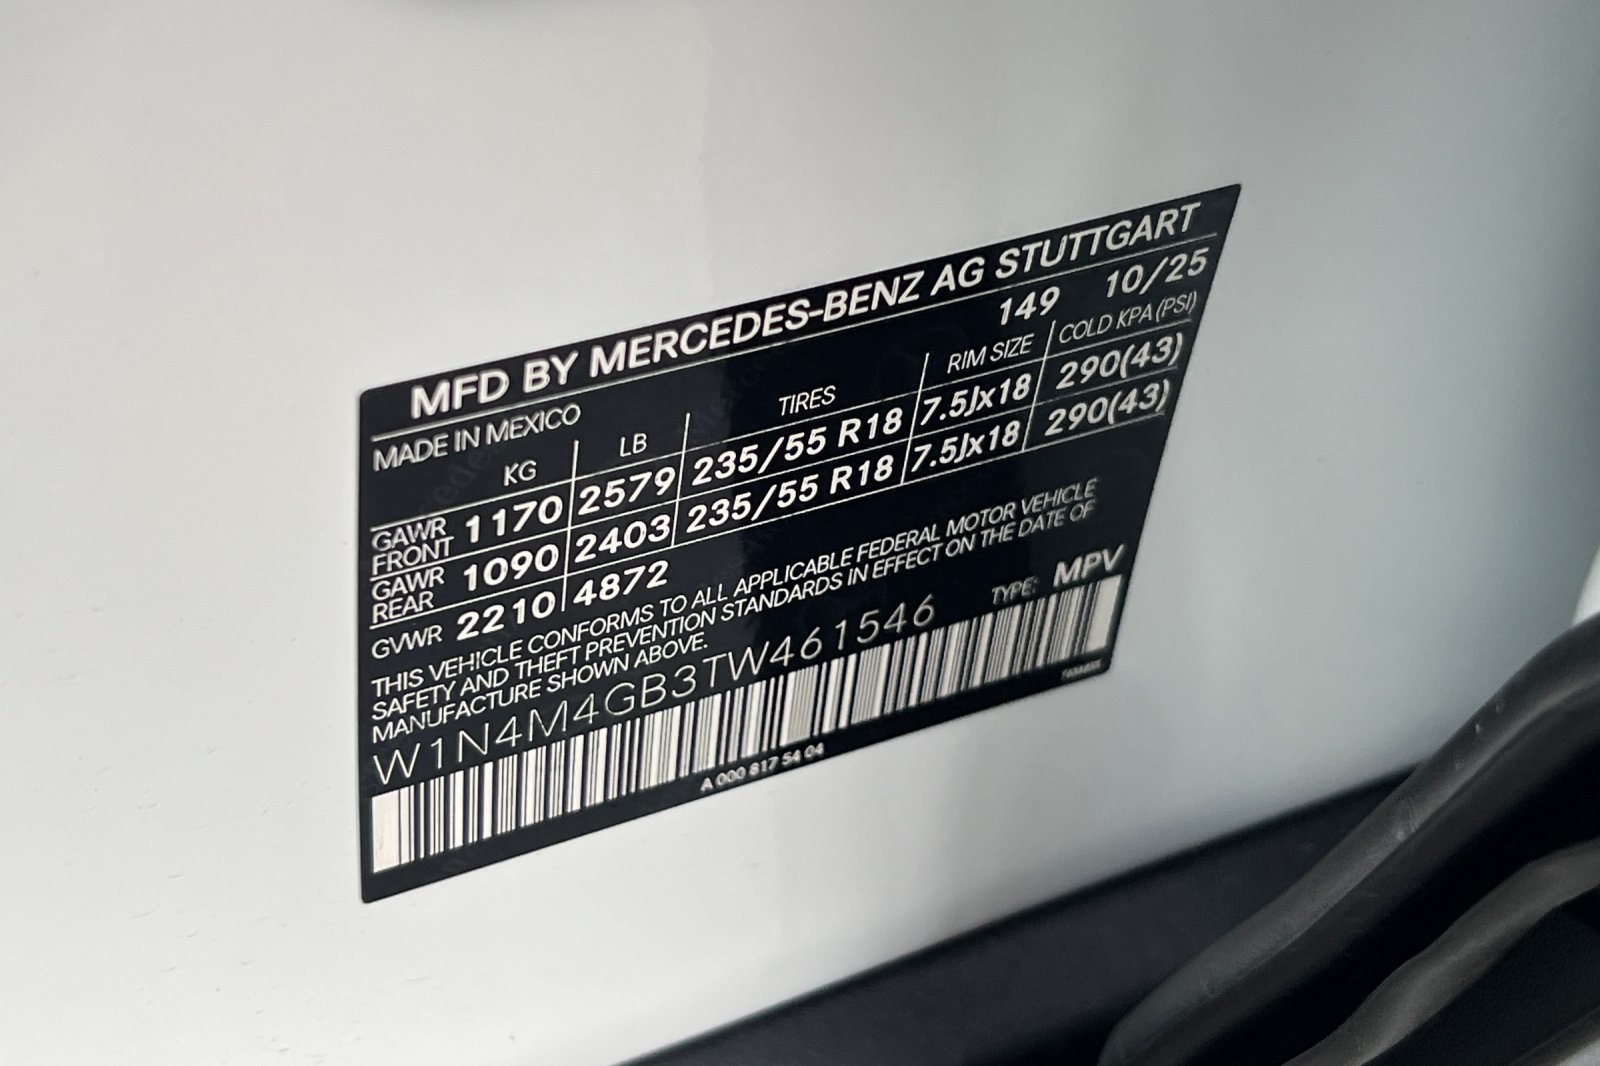 MFD BY MERCEDES-BENZ AG STUTTGART
MADE IN MEXICO 149 10/25
KG LB TIRES RIM SIZE COLD KPA (PSI)
GAWR FRONT 1170 2579 235/55 R18 7.5Jx18 290(43)
GAWR REAR 1090 2403 235/55 R18 7.5Jx18 290(43)
GVWR 2210 4872
THIS VEHICLE CONFORMS TO ALL APPLICABLE FEDERAL MOTOR VEHICLE
SAFETY AND THEFT PREVENTION STANDARDS IN EFFECT ON THE DATE OF
MANUFACTURE SHOWN ABOVE.
TYPE: MPV
W1N4M4GB3TW461546
A 000 817 54 04